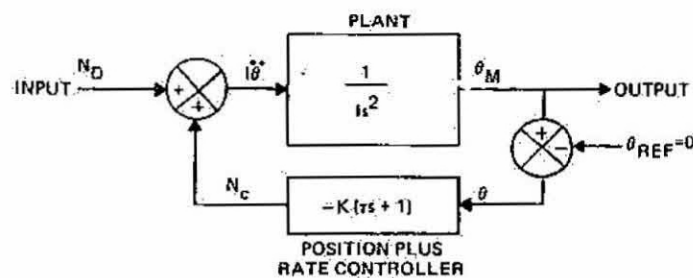 PLANT
INPUT
N_D
+
+
Iθ̈
1
Is²
θ_M
OUTPUT
+
−
θ_REF=0
N_c
−K(τs + 1)
θ
POSITION PLUS
RATE CONTROLLER